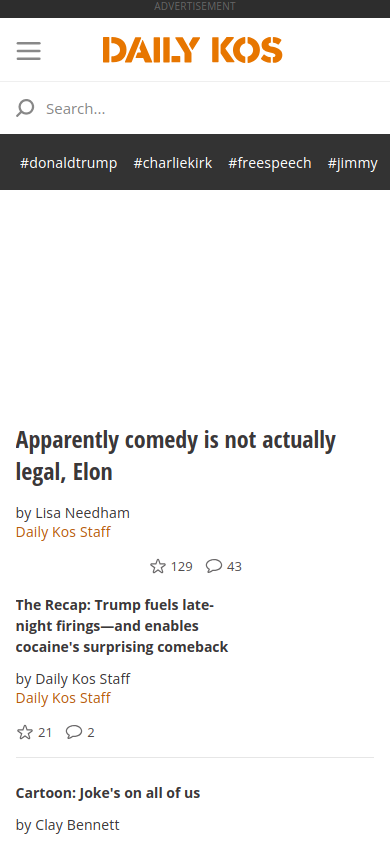 ADVERTISEMENT
DAILY KOS
Search...
#donaldtrump #charliekirk #freespeech #jimmy
Apparently comedy is not actually
legal, Elon
by Lisa Needham
Daily Kos Staff
129 43
The Recap: Trump fuels late-
night firings—and enables
cocaine's surprising comeback
by Daily Kos Staff
Daily Kos Staff
21 2
Cartoon: Joke's on all of us
by Clay Bennett